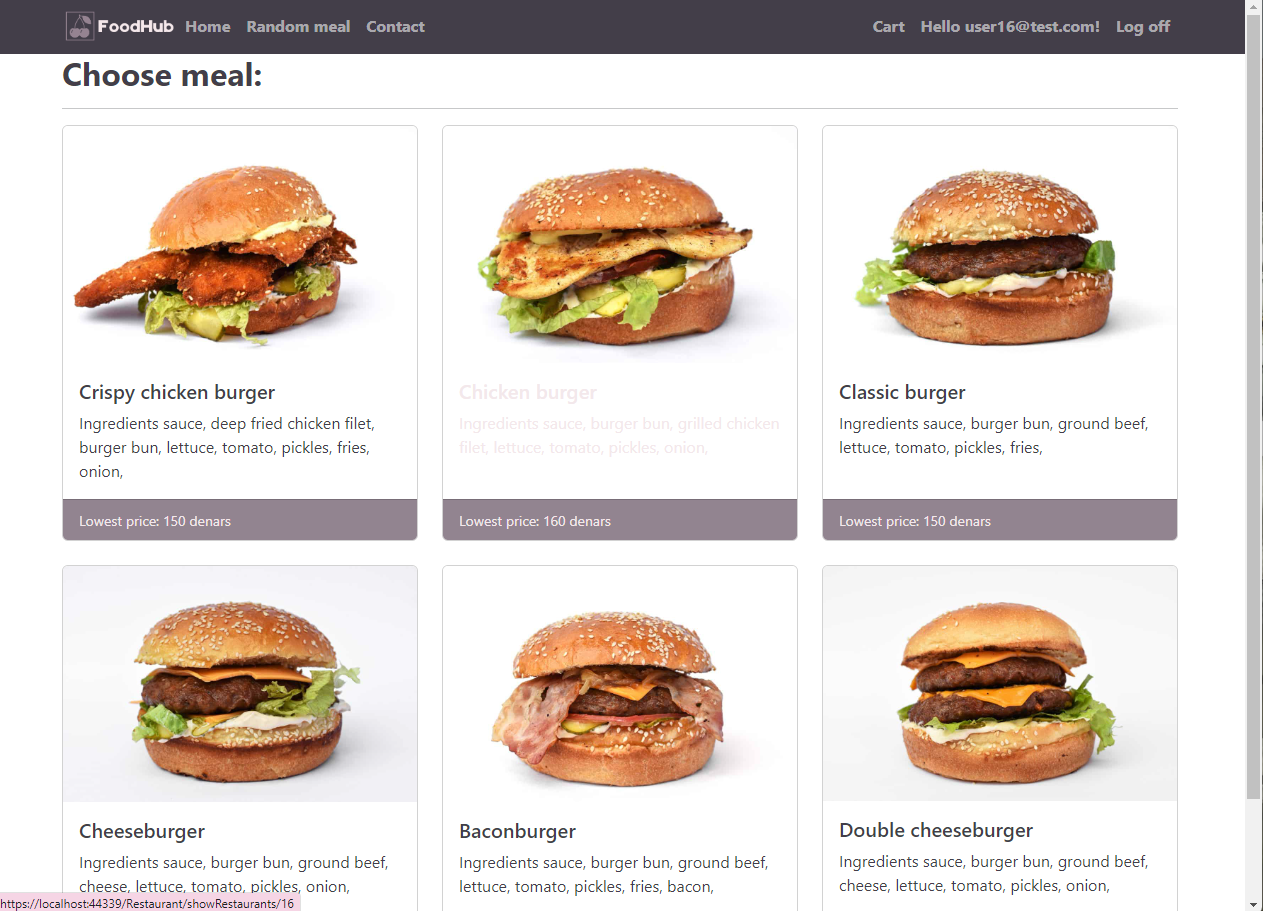 FoodHub Home Random meal Contact Cart Hello user16@test.com! Log off
Choose meal:
Crispy chicken burger
Ingredients sauce, deep fried chicken filet,
burger bun, lettuce, tomato, pickles, fries,
onion,
Lowest price: 150 denars
Chicken burger
Ingredients sauce, burger bun, grilled chicken
filet, lettuce, tomato, pickles, onion,
Lowest price: 160 denars
Classic burger
Ingredients sauce, burger bun, ground beef,
lettuce, tomato, pickles, fries,
Lowest price: 150 denars
Cheeseburger
Ingredients sauce, burger bun, ground beef,
cheese, lettuce, tomato, pickles, onion,
Baconburger
Ingredients sauce, burger bun, ground beef,
lettuce, tomato, pickles, fries, bacon,
Double cheeseburger
Ingredients sauce, burger bun, ground beef,
cheese, lettuce, tomato, pickles, onion,
https://localhost:44339/Restaurant/showRestaurants/16